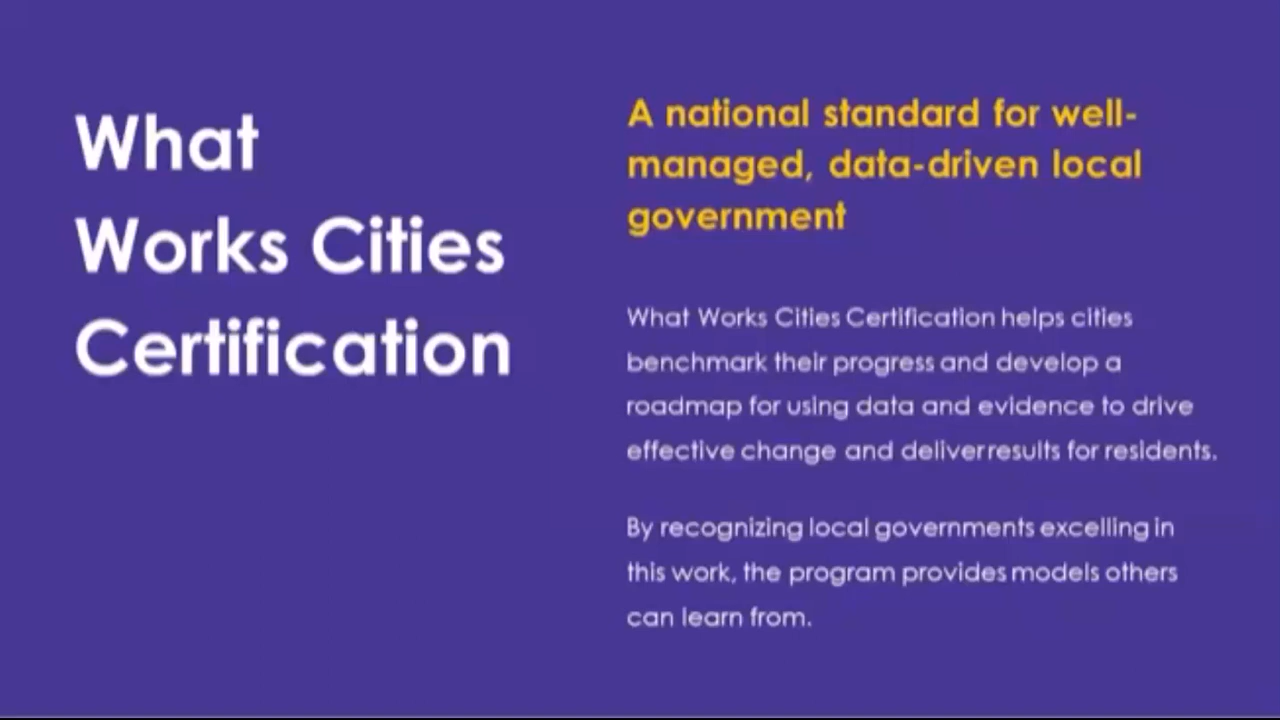 What
Works Cities
Certification
A national standard for well-
managed, data-driven local
government
What Works Cities Certification helps cities
benchmark their progress and develop a
roadmap for using data and evidence to drive
effective change and deliver results for residents.
By recognizing local governments excelling in
this work, the program provides models others
can learn from.